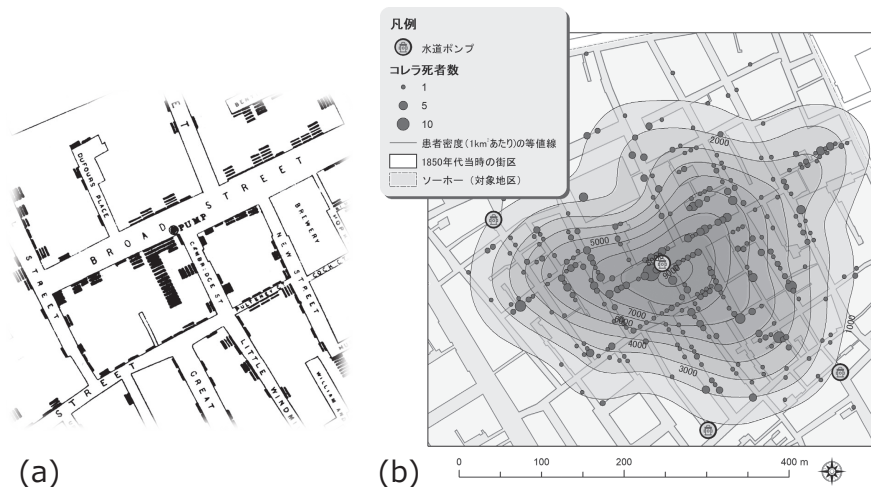 DUFOURS PLACE
BROAD STREET
PUMP
CAMBRIDGE ST
BREWERY
NEW STREET
STREET
STREET
GREAT
LITTLE WINDM
WILLIAM
(a)
凡例
水道ポンプ
コレラ死者数
1
5
10
患者密度(1km²あたり)の等値線
1850年代当時の街区
ソーホー(対象地区)
2000
5000
7000
6000
4000
3000
1000
(b)
0 100 200 400 m